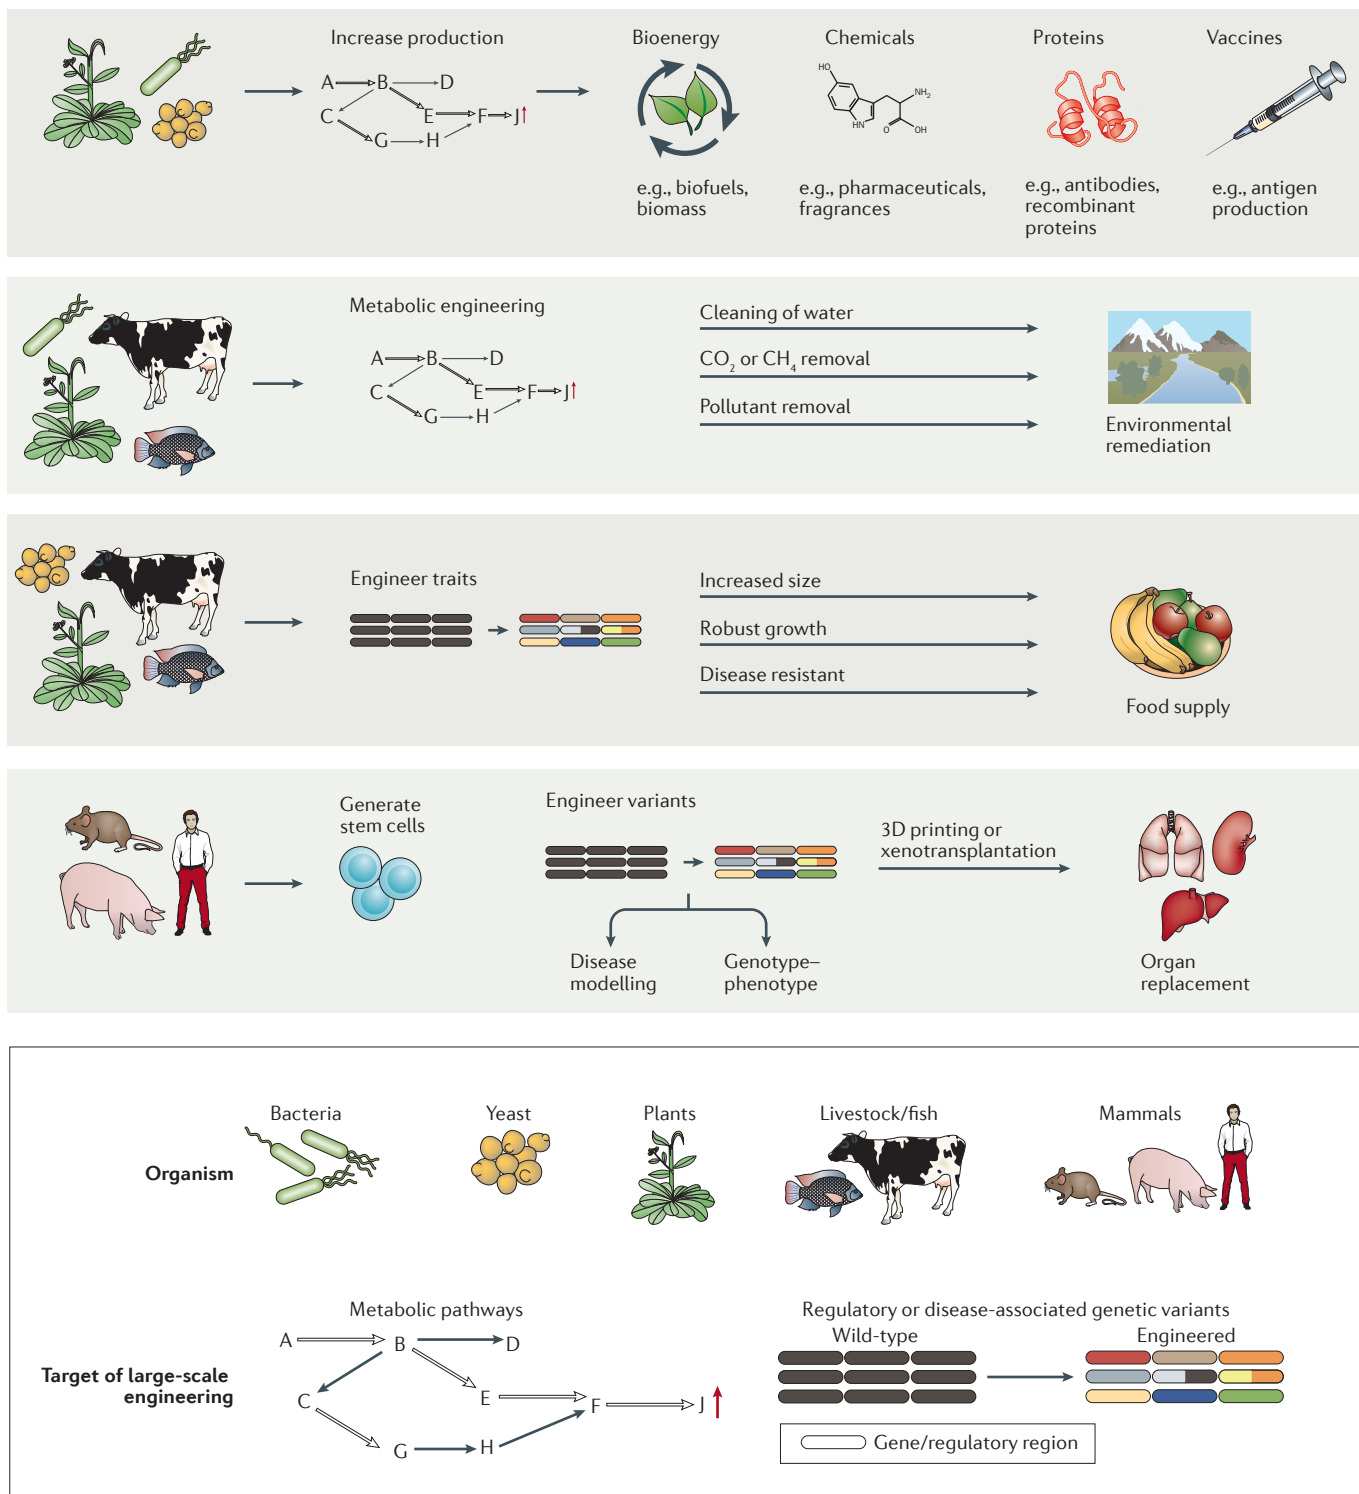 Increase production
Bioenergy
Chemicals
Proteins
Vaccines
A B D
C E F J
G H
HO
NH2
HN
O OH
e.g., biofuels,
biomass
e.g., pharmaceuticals,
fragrances
e.g., antibodies,
recombinant
proteins
e.g., antigen
production
Metabolic engineering
A B D
C E F J
G H
Cleaning of water
CO2 or CH4 removal
Pollutant removal
Environmental
remediation
Engineer traits
Increased size
Robust growth
Disease resistant
Food supply
Generate
stem cells
Engineer variants
Disease
modelling
Genotype–
phenotype
3D printing or
xenotransplantation
Organ
replacement
Organism
Bacteria
Yeast
Plants
Livestock/fish
Mammals
Target of large-scale
engineering
Metabolic pathways
A B D
C E F J
G H
Regulatory or disease-associated genetic variants
Wild-type
Engineered
Gene/regulatory region